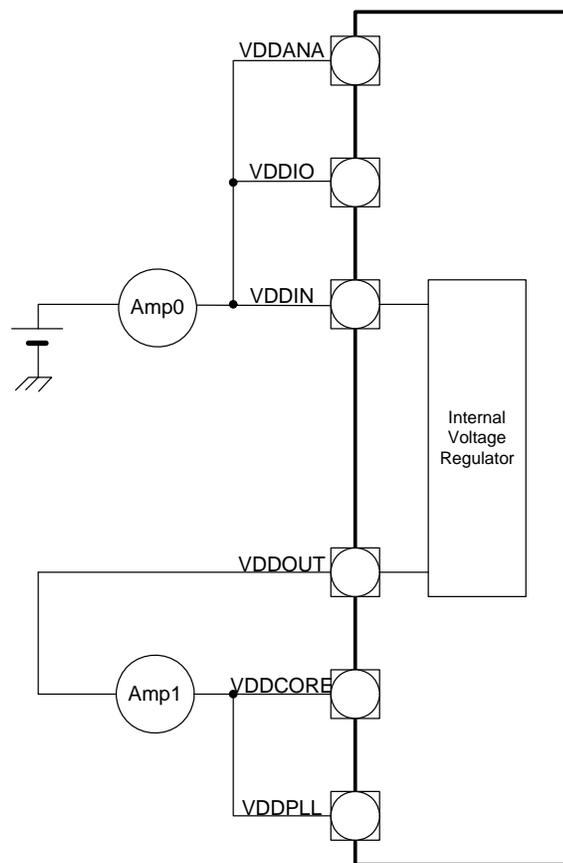 VDDANA
VDDIO
Amp0
VDDIN
Internal
Voltage
Regulator
VDDOUT
Amp1
VDDCORE
VDDPLL